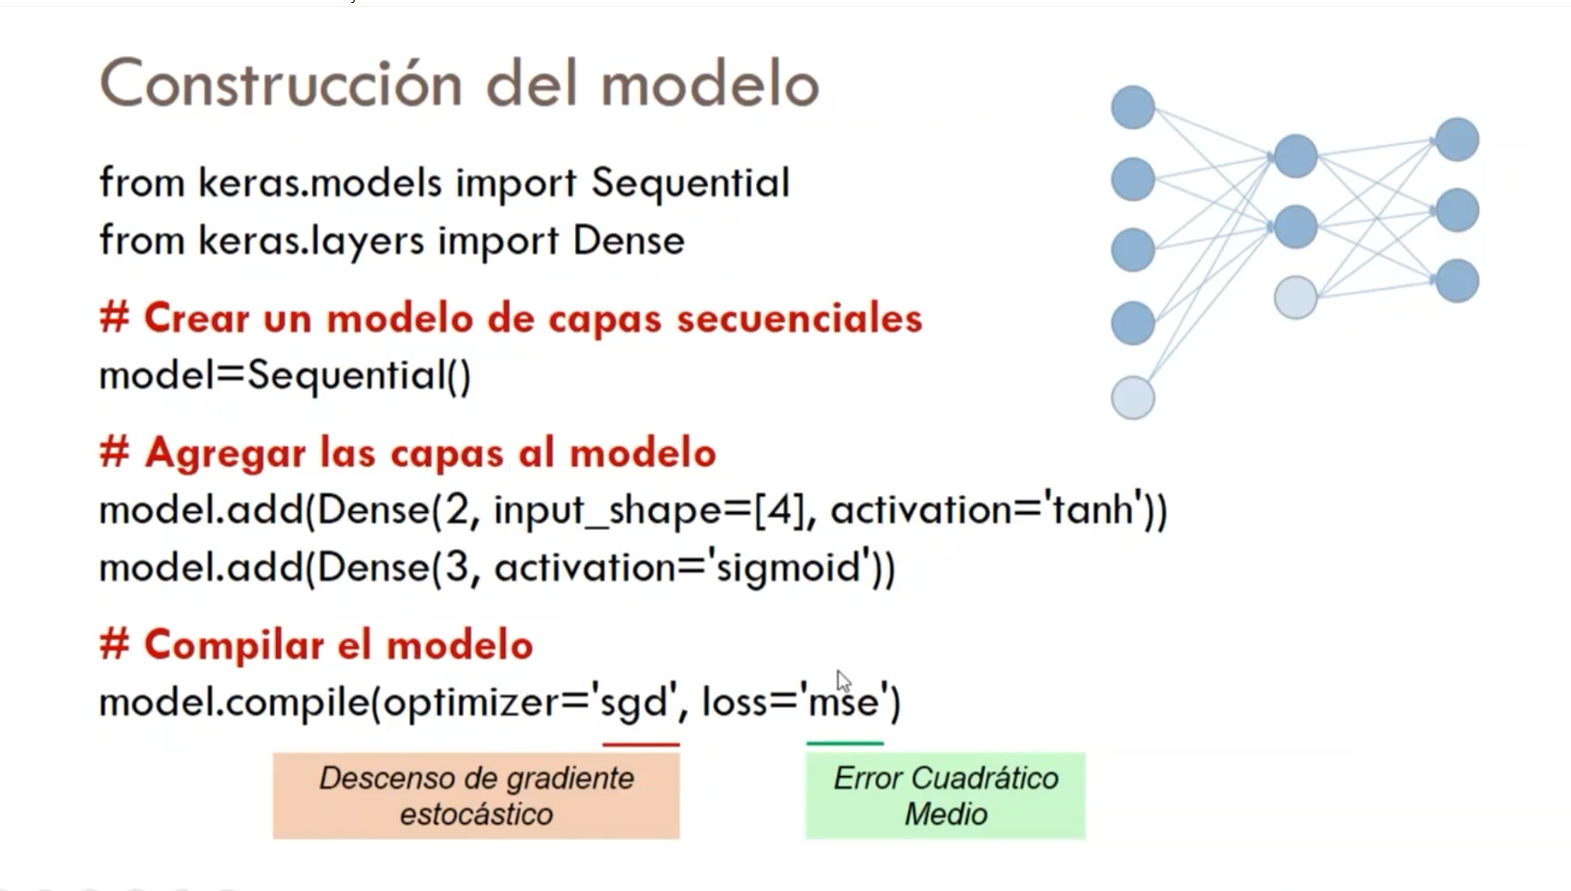 Construcción del modelo
from keras.models import Sequential
from keras.layers import Dense
# Crear un modelo de capas secuenciales
model=Sequential()
# Agregar las capas al modelo
model.add(Dense(2, input_shape=[4], activation='tanh'))
model.add(Dense(3, activation='sigmoid'))
# Compilar el modelo
model.compile(optimizer='sgd', loss='mse')
Descenso de gradiente
estocástico
Error Cuadrático
Medio